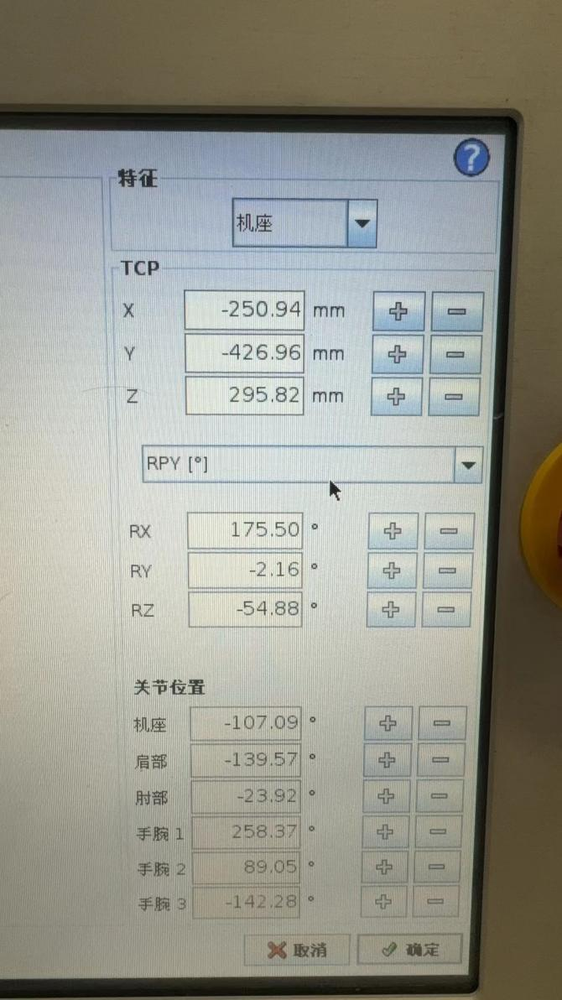 ?
特征
机座
TCP
X -250.94 mm
Y -426.96 mm
Z 295.82 mm
RPY [°]
RX 175.50 °
RY -2.16 °
RZ -54.88 °
关节位置
机座 -107.09 °
肩部 -139.57 °
肘部 -23.92 °
手腕 1 258.37 °
手腕 2 89.05 °
手腕 3 -142.28 °
取消 确定